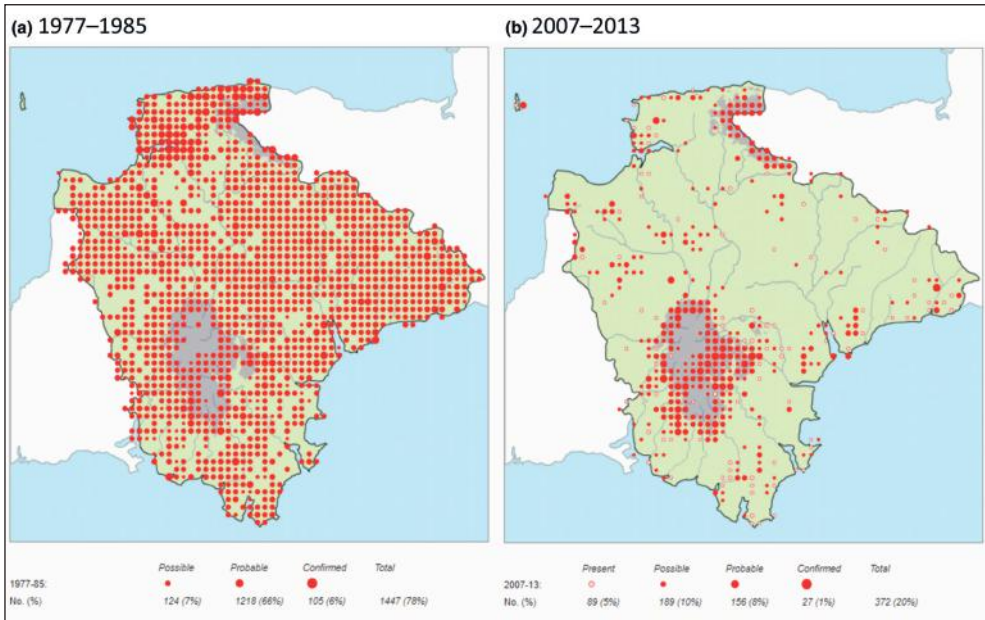 (a) 1977–1985
(b) 2007–2013
Possible Probable Confirmed Total
1977-85:
No. (%) 124 (7%) 1218 (66%) 105 (6%) 1447 (78%)
Present Possible Probable Confirmed Total
2007-13:
No. (%) 89 (5%) 189 (10%) 156 (8%) 27 (1%) 372 (20%)